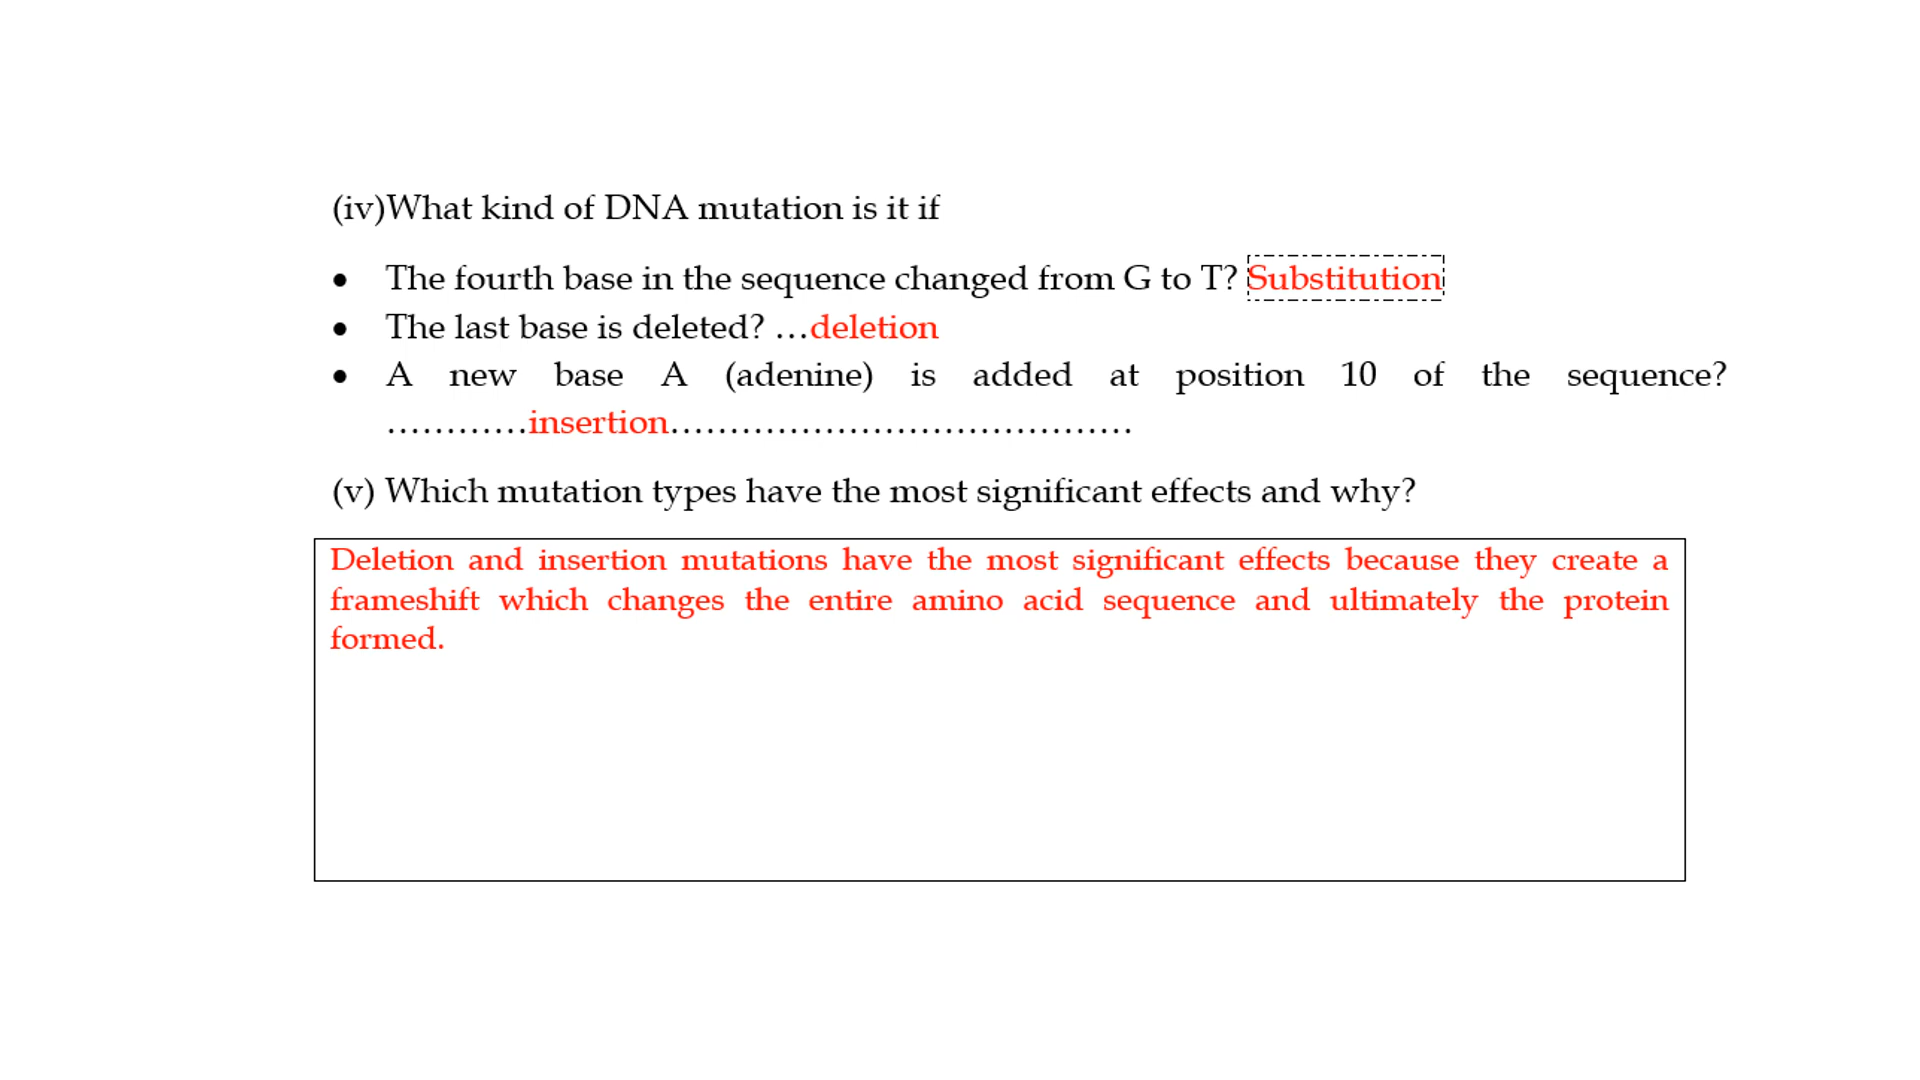 (iv)What kind of DNA mutation is it if
• The fourth base in the sequence changed from G to T? Substitution
• The last base is deleted? ...deletion
• A new base A (adenine) is added at position 10 of the sequence?
............insertion.......................................
(v) Which mutation types have the most significant effects and why?
Deletion and insertion mutations have the most significant effects because they create a
frameshift which changes the entire amino acid sequence and ultimately the protein
formed.